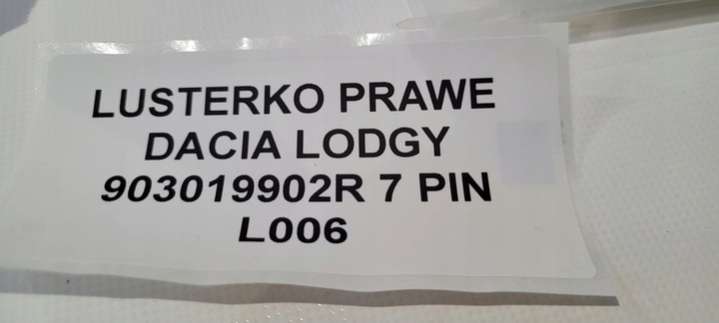 LUSTERKO PRAWE
DACIA LODGY
903019902R 7 PIN
L006